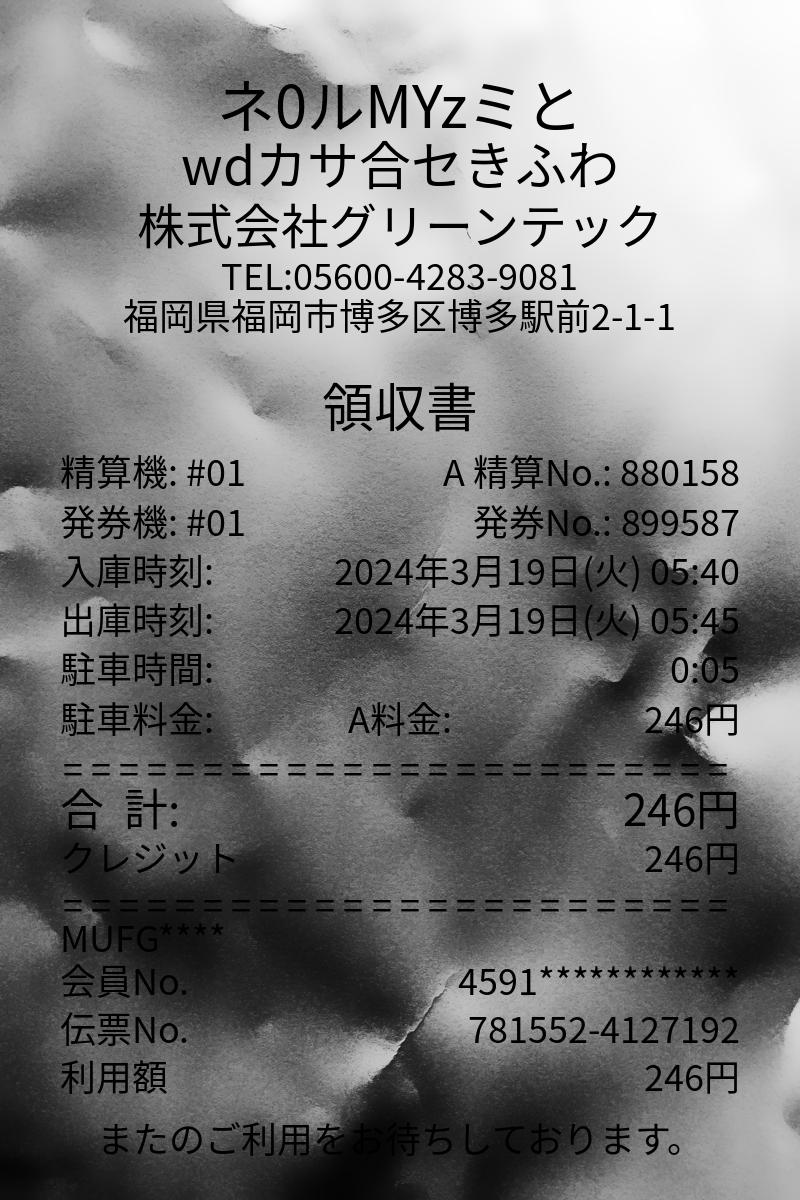 ネ0ルMYzミと
wdカサ合セきふわ
株式会社グリーンテック
TEL:05600-4283-9081
福岡県福岡市博多区博多駅前2-1-1
領収書
精算機: #01 A 精算No.: 880158
発券機: #01 発券No.: 899587
入庫時刻: 2024年3月19日(火) 05:40
出庫時刻: 2024年3月19日(火) 05:45
駐車時間: 0:05
駐車料金: A料金: 246円
========================
合 計: 246円
クレジット 246円
========================
MUFG****
会員No. 4591************
伝票No. 781552-4127192
利用額 246円
またのご利用をお待ちしております。